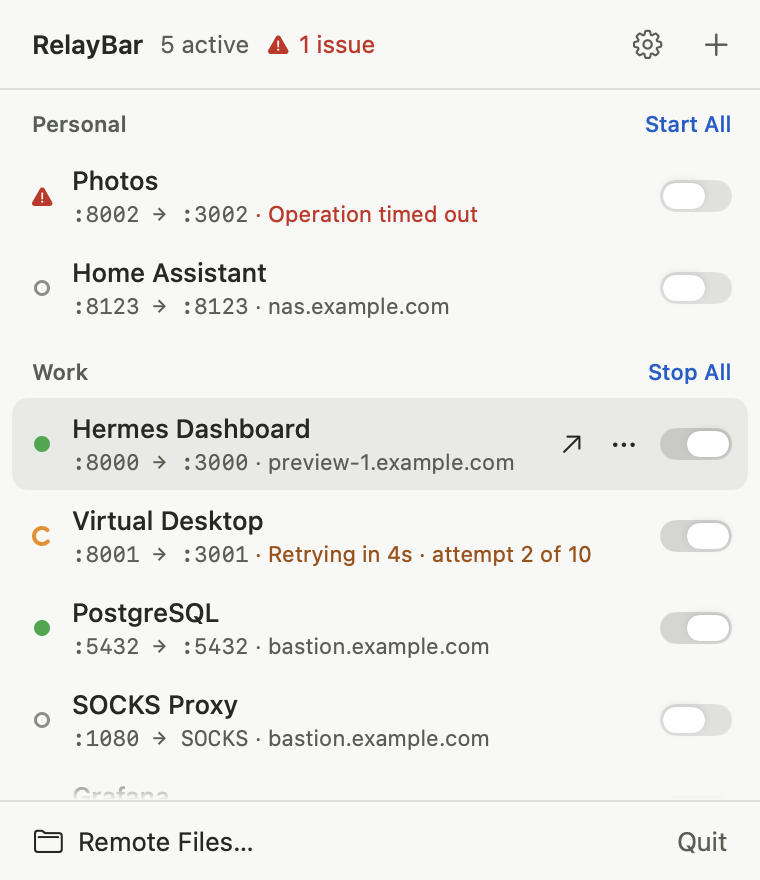 RelayBar 5 active 1 issue
Personal Start All
Photos
:8002 → :3002 · Operation timed out
Home Assistant
:8123 → :8123 · nas.example.com
Work Stop All
Hermes Dashboard
:8000 → :3000 · preview-1.example.com
Virtual Desktop
:8001 → :3001 · Retrying in 4s · attempt 2 of 10
PostgreSQL
:5432 → :5432 · bastion.example.com
SOCKS Proxy
:1080 → SOCKS · bastion.example.com
Grafana
Remote Files... Quit